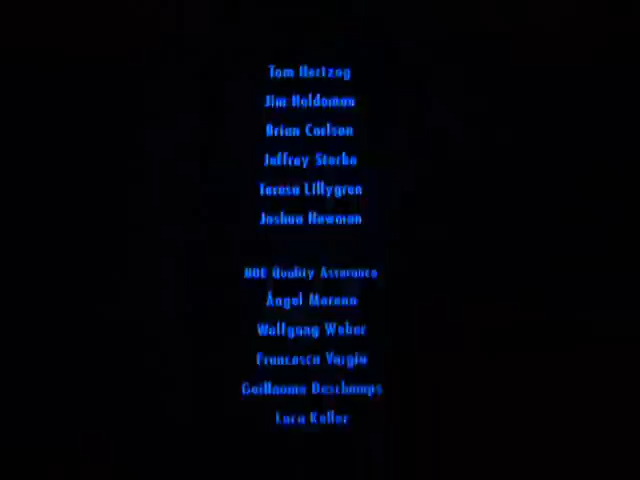 Tom Hertzog
Jim Holdeman
Brian Carlson
Jeffrey Storbo
Teresa Lillygren
Joshua Newman
NOE Quality Assurance
Ángel Moreno
Wolfgang Weber
Francesca Vargiu
Guillaume Deschamps
Luca Keller